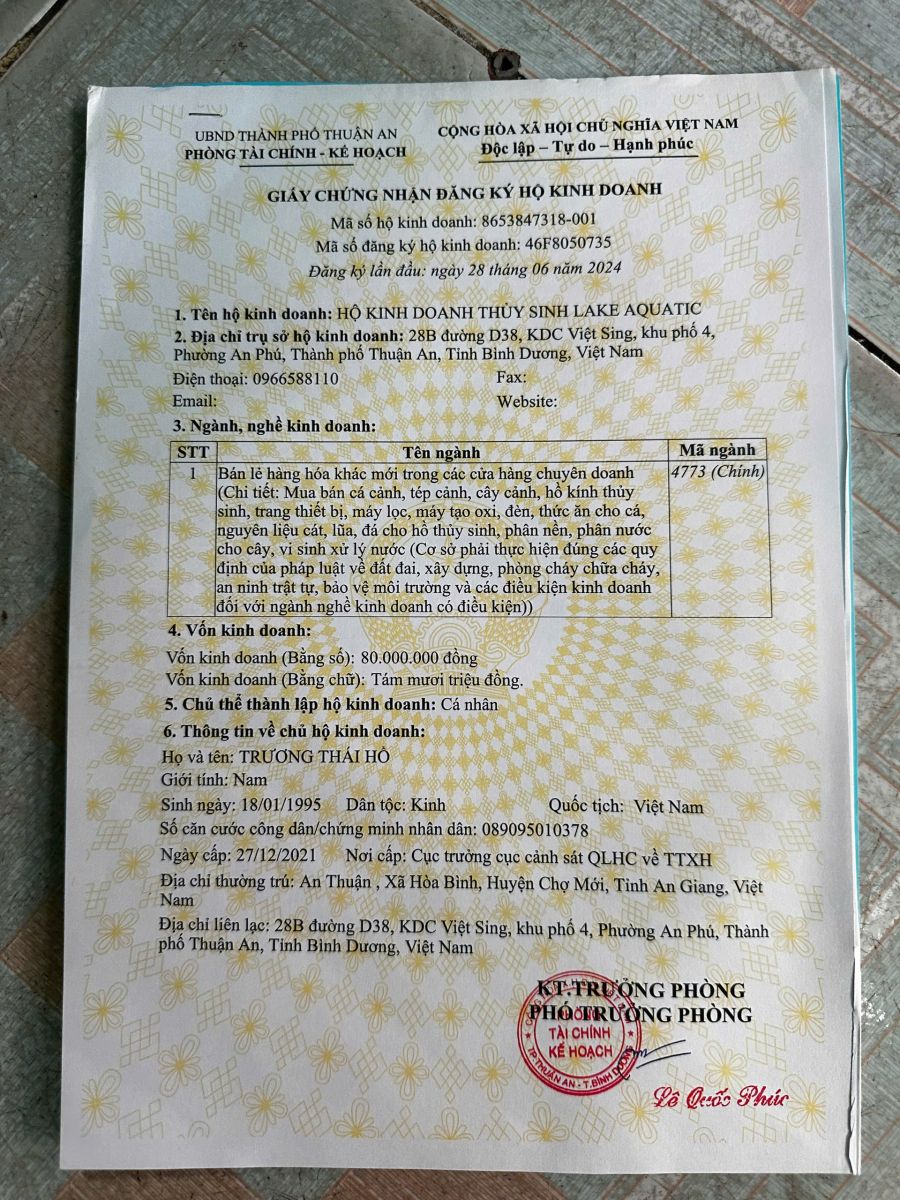 UBND THÀNH PHỐ THUẬN AN
PHÒNG TÀI CHÍNH - KẾ HOẠCH
CỘNG HÒA XÃ HỘI CHỦ NGHĨA VIỆT NAM
Độc lập – Tự do – Hạnh phúc
GIẤY CHỨNG NHẬN ĐĂNG KÝ HỘ KINH DOANH
Mã số hộ kinh doanh: 8653847318-001
Mã số đăng ký hộ kinh doanh: 46F8050735
Đăng ký lần đầu: ngày 28 tháng 06 năm 2024
1. Tên hộ kinh doanh: HỘ KINH DOANH THỦY SINH LAKE AQUATIC
2. Địa chỉ trụ sở hộ kinh doanh: 28B đường D38, KDC Việt Sing, khu phố 4,
Phường An Phú, Thành phố Thuận An, Tỉnh Bình Dương, Việt Nam
Điện thoại: 0966588110 Fax:
Email: Website:
3. Ngành, nghề kinh doanh:
STT Tên ngành Mã ngành
1 Bán lẻ hàng hóa khác mới trong các cửa hàng chuyên doanh 4773 (Chính)
(Chi tiết: Mua bán cá cảnh, tép cảnh, cây cảnh, hồ kính thủy
sinh, trang thiết bị, máy lọc, máy tạo oxi, đèn, thức ăn cho cá,
nguyên liệu cát, lũa, đá cho hồ thủy sinh, phân nền, phân nước
cho cây, vi sinh xử lý nước (Cơ sở phải thực hiện đúng các quy
định của pháp luật về đất đai, xây dựng, phòng cháy chữa cháy,
an ninh trật tự, bảo vệ môi trường và các điều kiện kinh doanh
đối với ngành nghề kinh doanh có điều kiện))
4. Vốn kinh doanh:
Vốn kinh doanh (Bằng số): 80.000.000 đồng
Vốn kinh doanh (Bằng chữ): Tám mươi triệu đồng.
5. Chủ thể thành lập hộ kinh doanh: Cá nhân
6. Thông tin về chủ hộ kinh doanh:
Họ và tên: TRƯƠNG THÁI HỒ
Giới tính: Nam
Sinh ngày: 18/01/1995 Dân tộc: Kinh Quốc tịch: Việt Nam
Số căn cước công dân/chứng minh nhân dân: 089095010378
Ngày cấp: 27/12/2021 Nơi cấp: Cục trưởng cục cảnh sát QLHC về TTXH
Địa chỉ thường trú: An Thuận , Xã Hòa Bình, Huyện Chợ Mới, Tỉnh An Giang, Việt
Nam
Địa chỉ liên lạc: 28B đường D38, KDC Việt Sing, khu phố 4, Phường An Phú, Thành
phố Thuận An, Tỉnh Bình Dương, Việt Nam
KT.TRƯỞNG PHÒNG
PHÓ TRƯỞNG PHÒNG
PHÒNG
TÀI CHÍNH
KẾ HOẠCH
TP.THUẬN AN - T.BÌNH DƯƠNG
Lê Quốc Phúc